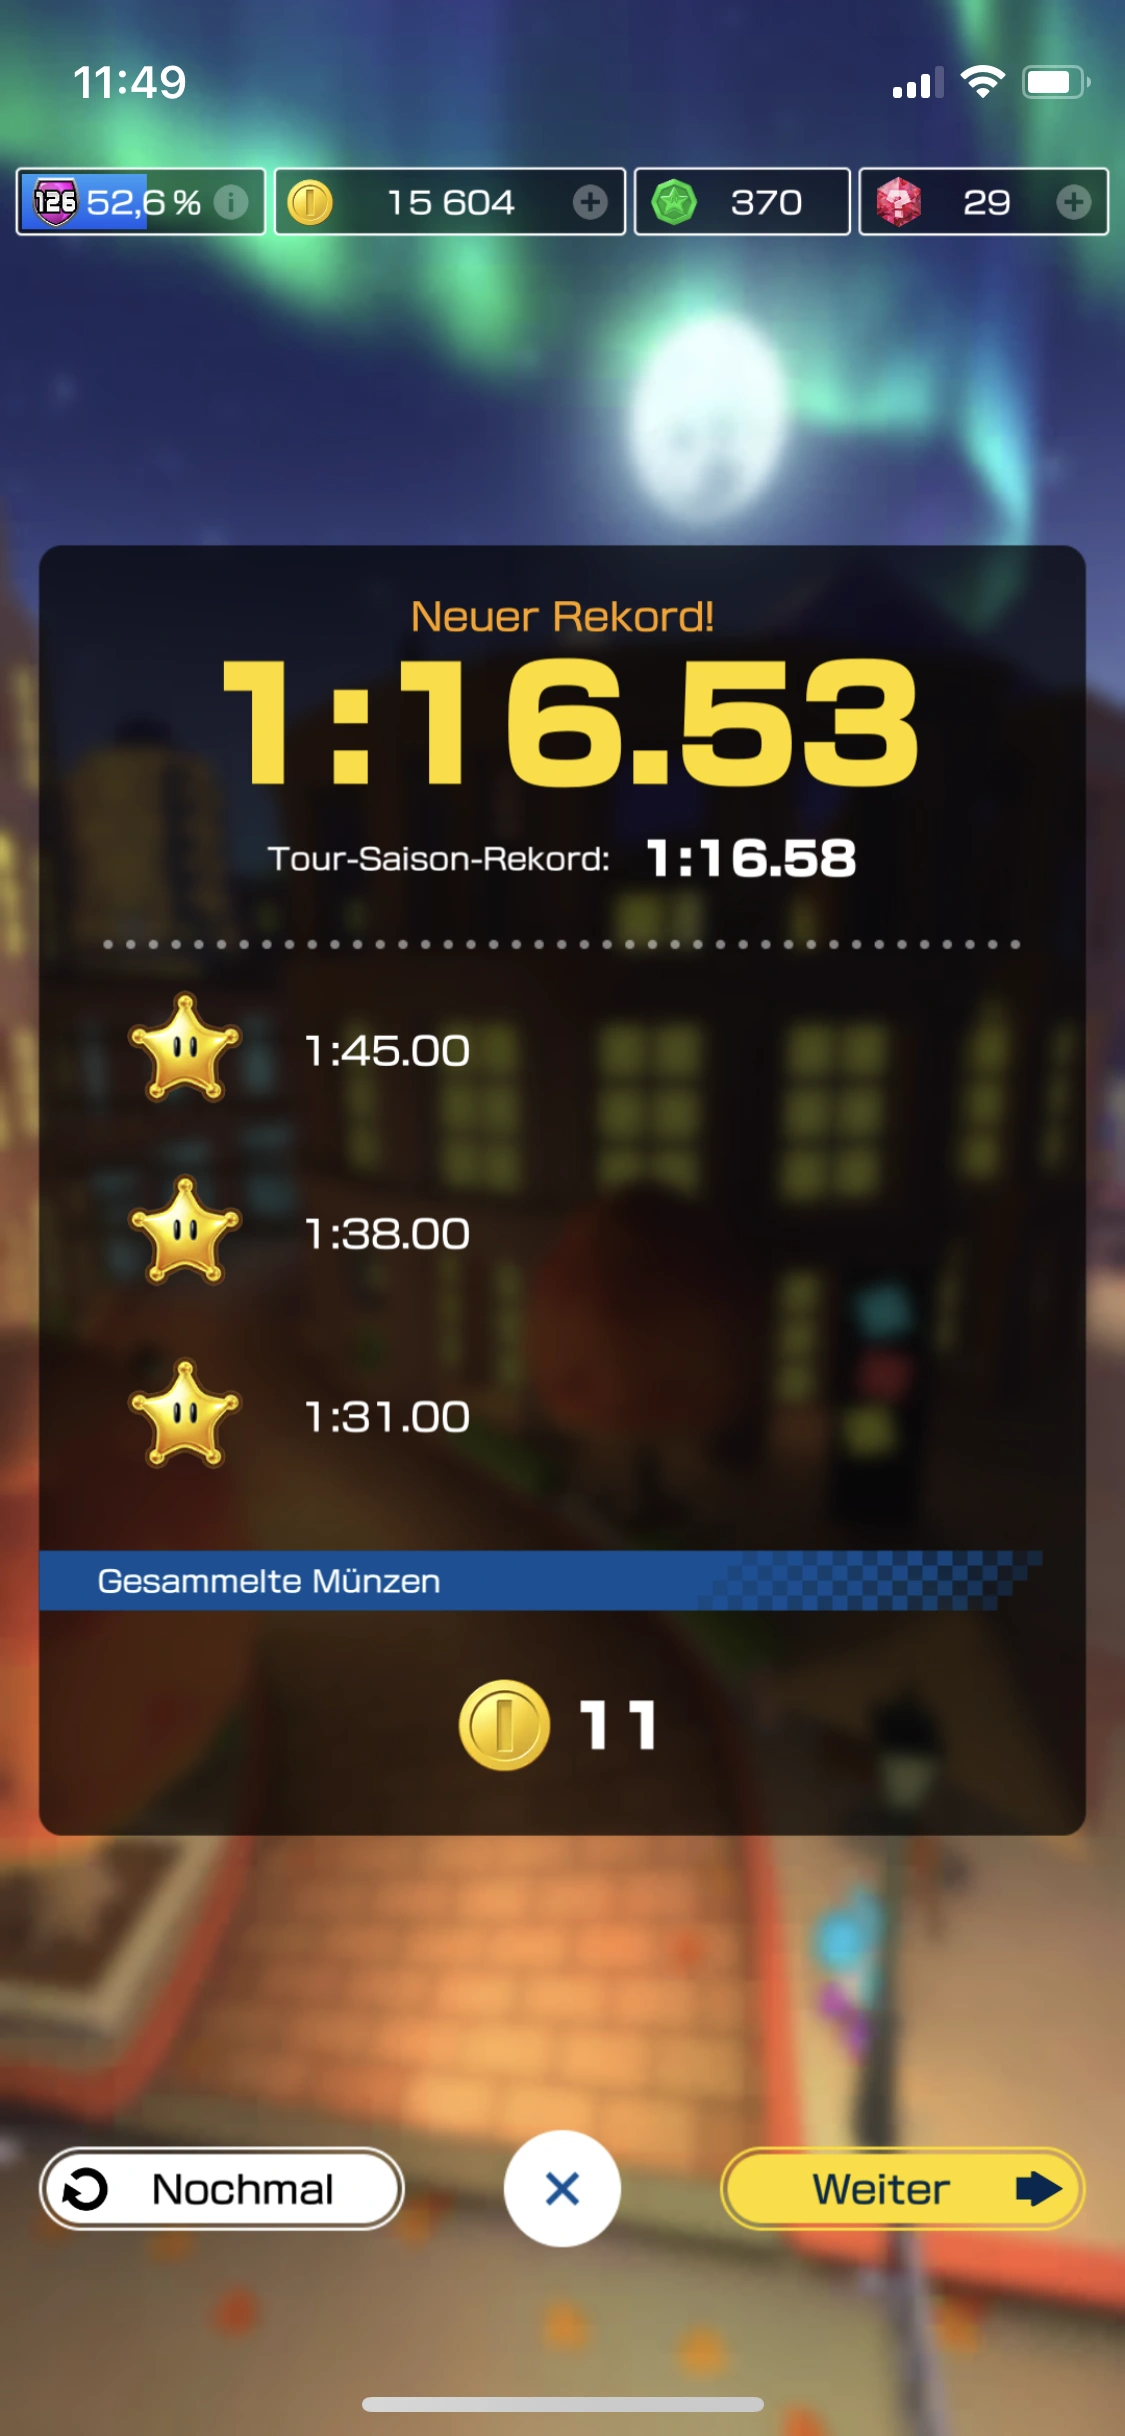 11:49
126 52,6 % i 15 604 370 29
Neuer Rekord!
1:16.53
Tour-Saison-Rekord: 1:16.58
1:45.00
1:38.00
1:31.00
Gesammelte Münzen
11
Nochmal
Weiter